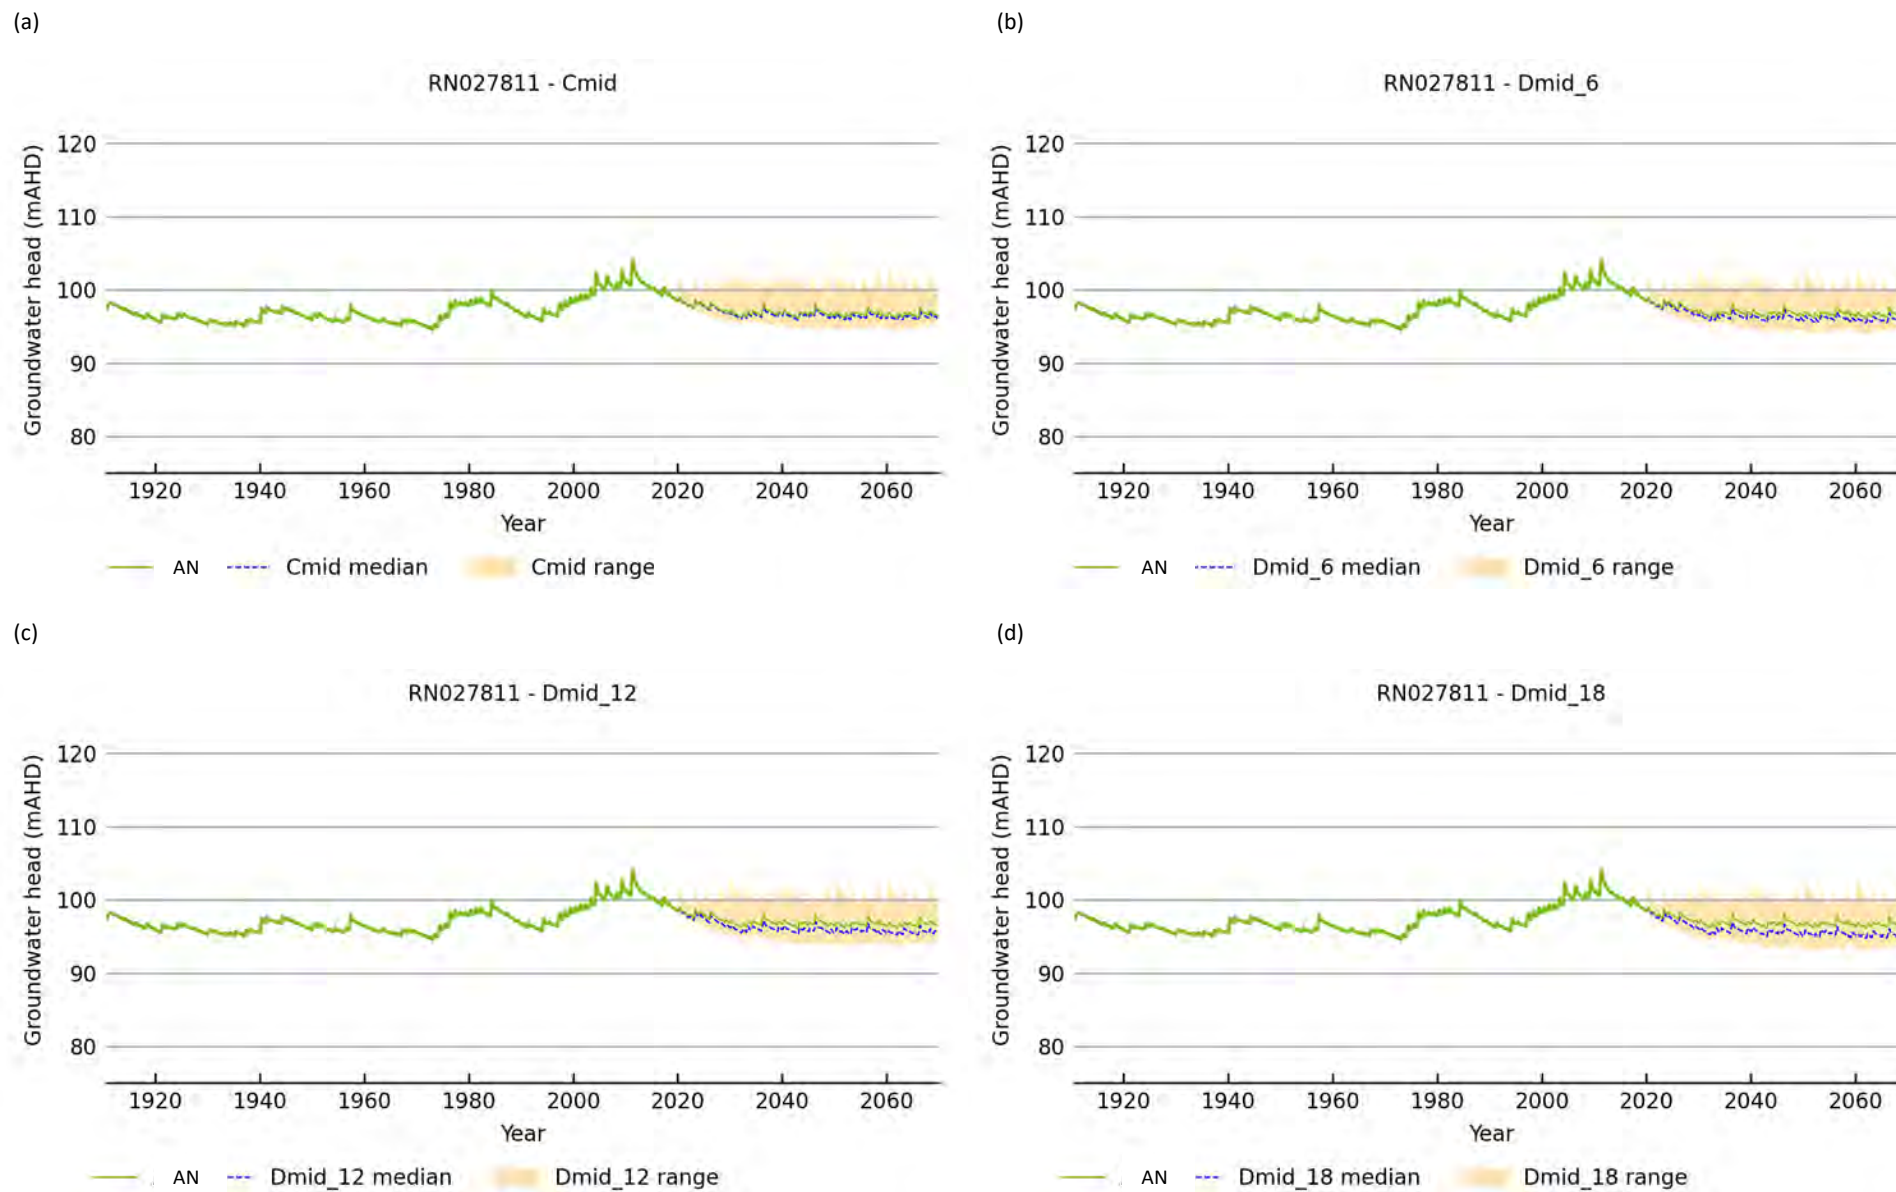 (a)
RN027811 - Cmid
Groundwater head (mAHD)
120
110
100
90
80
1920 1940 1960 1980 2000 2020 2040 2060
Year
AN Cmid median Cmid range
(b)
RN027811 - Dmid_6
Groundwater head (mAHD)
120
110
100
90
80
1920 1940 1960 1980 2000 2020 2040 2060
Year
AN Dmid_6 median Dmid_6 range
(c)
RN027811 - Dmid_12
Groundwater head (mAHD)
120
110
100
90
80
1920 1940 1960 1980 2000 2020 2040 2060
Year
AN Dmid_12 median Dmid_12 range
(d)
RN027811 - Dmid_18
Groundwater head (mAHD)
120
110
100
90
80
1920 1940 1960 1980 2000 2020 2040 2060
Year
AN Dmid_18 median Dmid_18 range